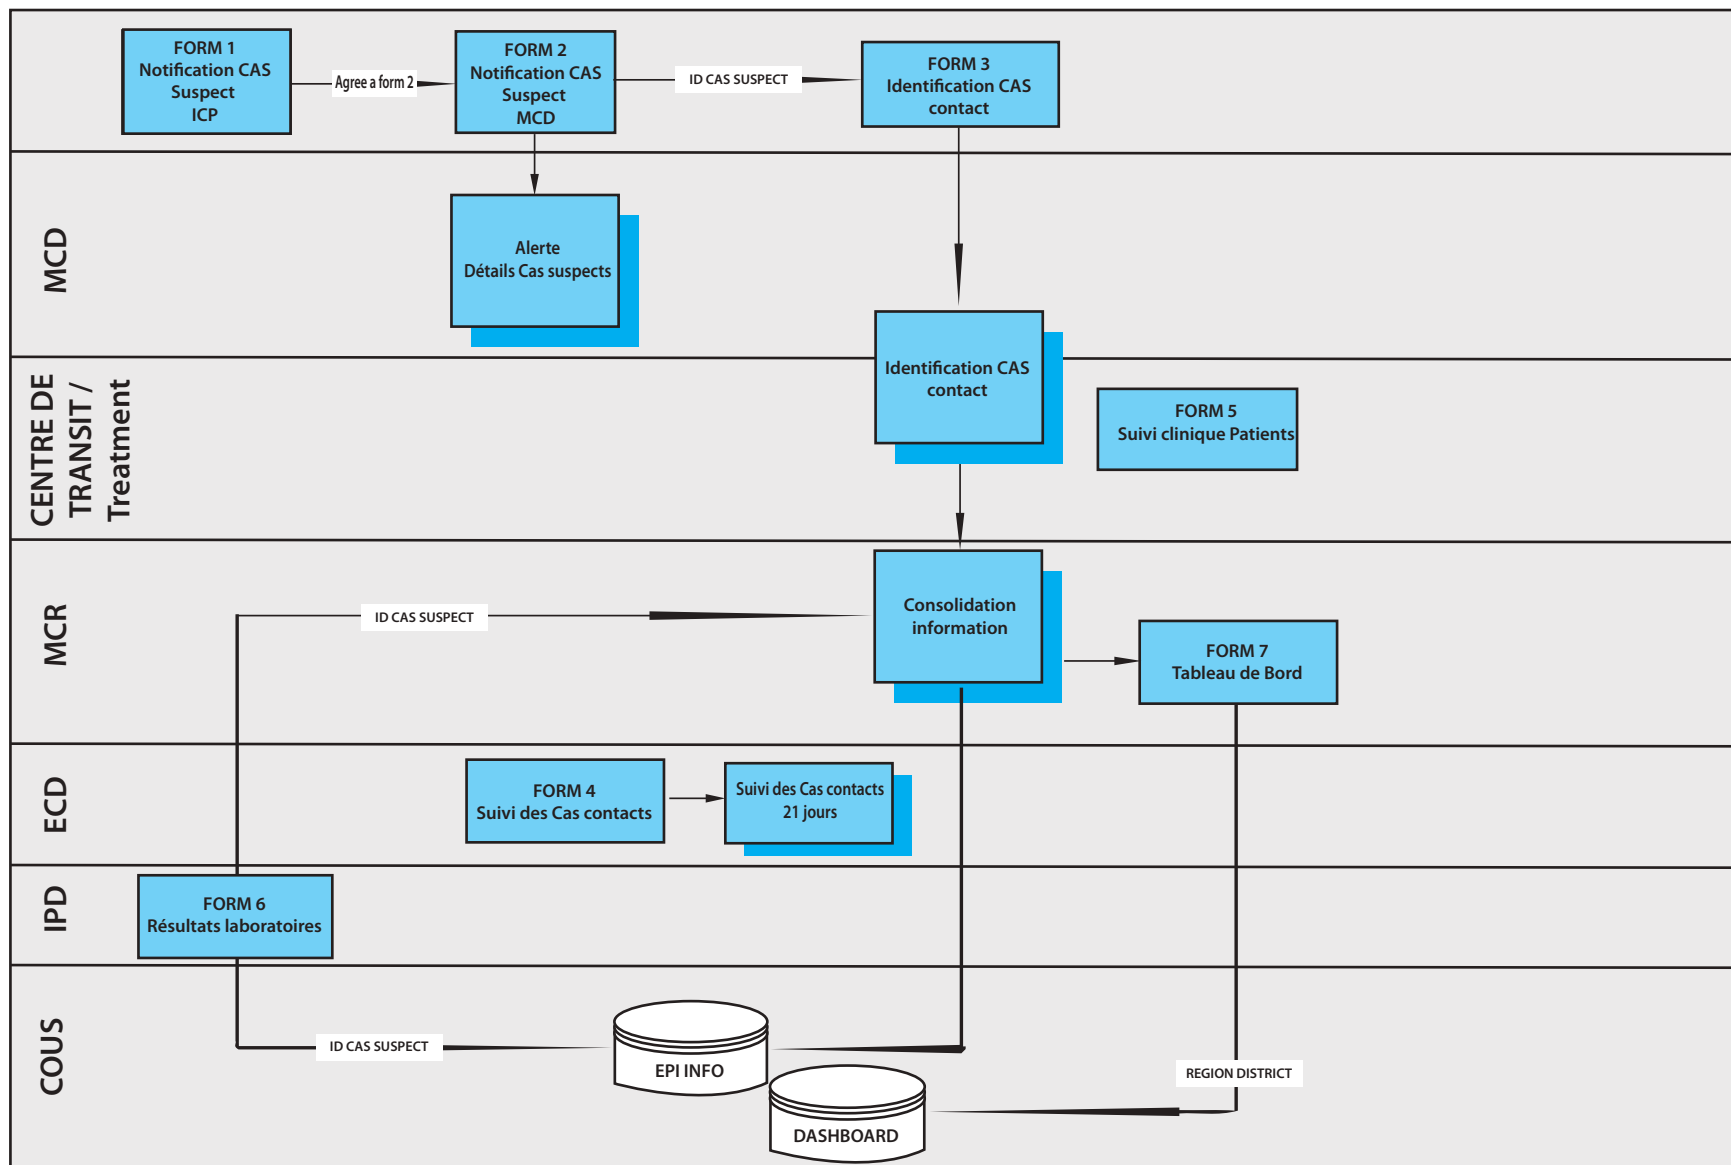 FORM 1
Notification CAS
Suspect
ICP
Agree a form 2
FORM 2
Notification CAS
Suspect
MCD
ID CAS SUSPECT
FORM 3
Identification CAS
contact
MCD
Alerte
Détails Cas suspects
CENTRE DE
TRANSIT /
Treatment
Identification CAS
contact
FORM 5
Suivi clinique Patients
MCR
ID CAS SUSPECT
Consolidation
information
FORM 7
Tableau de Bord
ECD
FORM 4
Suivi des Cas contacts
Suivi des Cas contacts
21 jours
IPD
FORM 6
Résultats laboratoires
COUS
ID CAS SUSPECT
EPI INFO
REGION DISTRICT
DASHBOARD